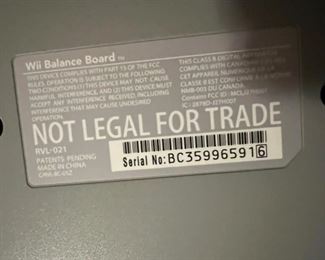 Wii Balance Board™
THIS DEVICE COMPLIES WITH PART 15 OF THE FCC
RULES. OPERATION IS SUBJECT TO THE FOLLOWING
TWO CONDITIONS: (1) THIS DEVICE MAY NOT CAUSE
HARMFUL INTERFERENCE, AND (2) THIS DEVICE MUST
ACCEPT ANY INTERFERENCE RECEIVED, INCLUDING
INTERFERENCE THAT MAY CAUSE UNDESIRED
OPERATION.
THIS CLASS B DIGITAL APPARATUS
COMPLIES WITH CANADIAN
CET APPAREIL NUMÉRIQUE DE LA
CLASSE B EST CONFORME À LA NORME
NMB-003 DU CANADA.
NOT LEGAL FOR TRADE
RVL-021
PATENTS PENDING
MADE IN CHINA
Serial No: BC359965916